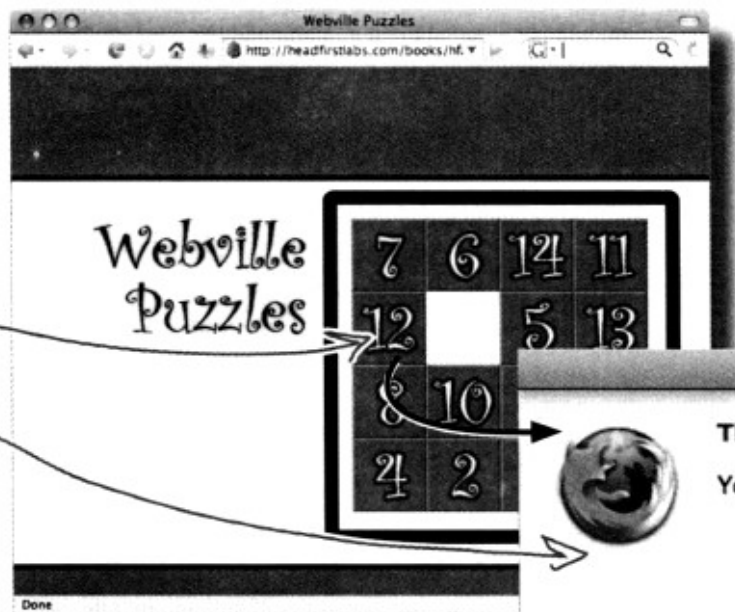 Webville Puzzles
http://headfirstlabs.com/books/hf.
G
Webville
Puzzles
7 6 14 11
12 5 13
8 10
4 2
Done